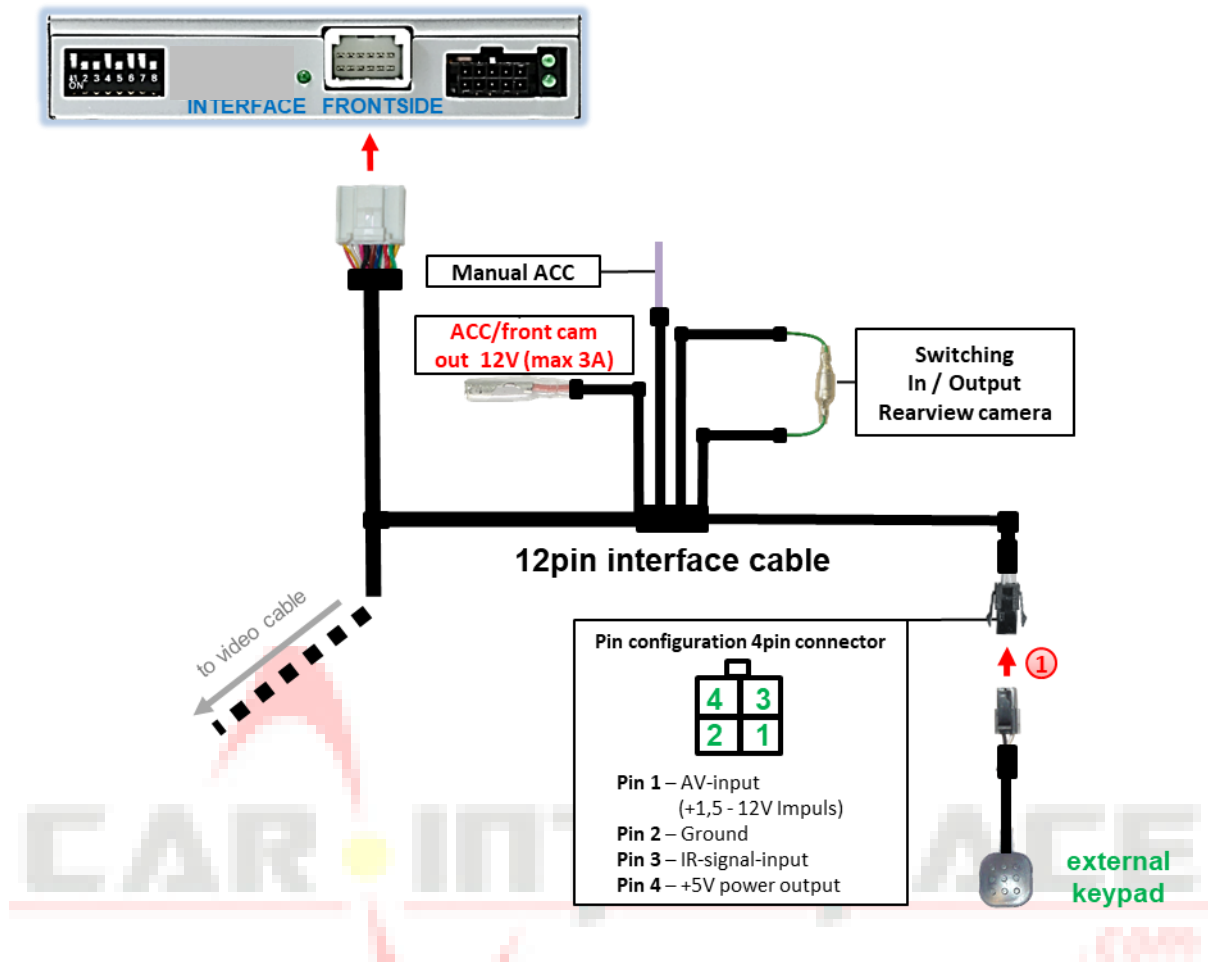 1 2 3 4 5 6 7 8
ON
INTERFACE FRONTSIDE
Manual ACC
ACC/front cam
out 12V (max 3A)
Switching
In / Output
Rearview camera
12pin interface cable
to video cable
Pin configuration 4pin connector
4 3
2 1
Pin 1 – AV-input
(+1,5 - 12V Impuls)
Pin 2 – Ground
Pin 3 – IR-signal-input
Pin 4 – +5V power output
1
external
keypad
CAR
.com